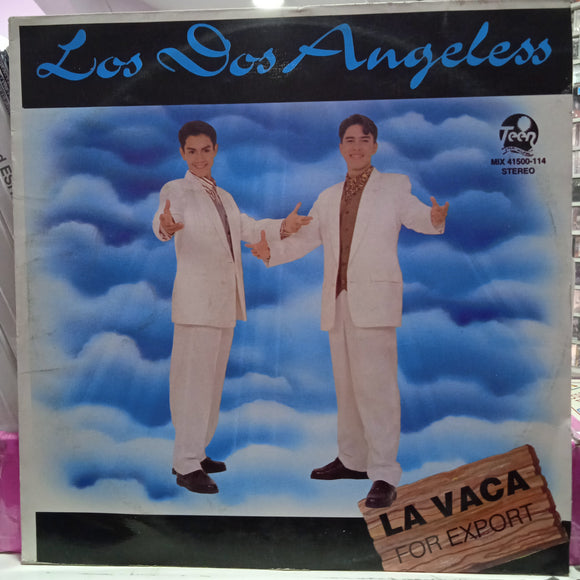 Los Dos Angeless
Teen
MIX 41500-114
STEREO
LA VACA
FOR EXPORT